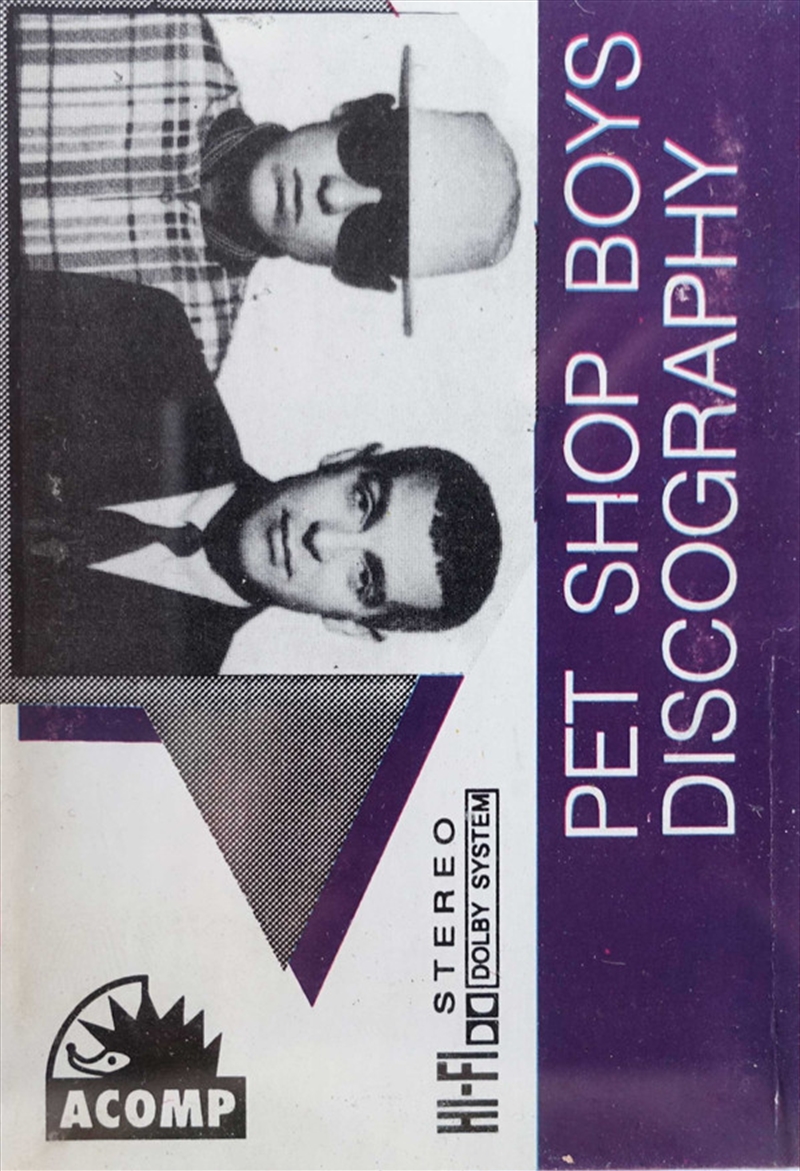 PET SHOP BOYS
DISCOGRAPHY
STEREO
HI-FI DOLBY SYSTEM
ACOMP